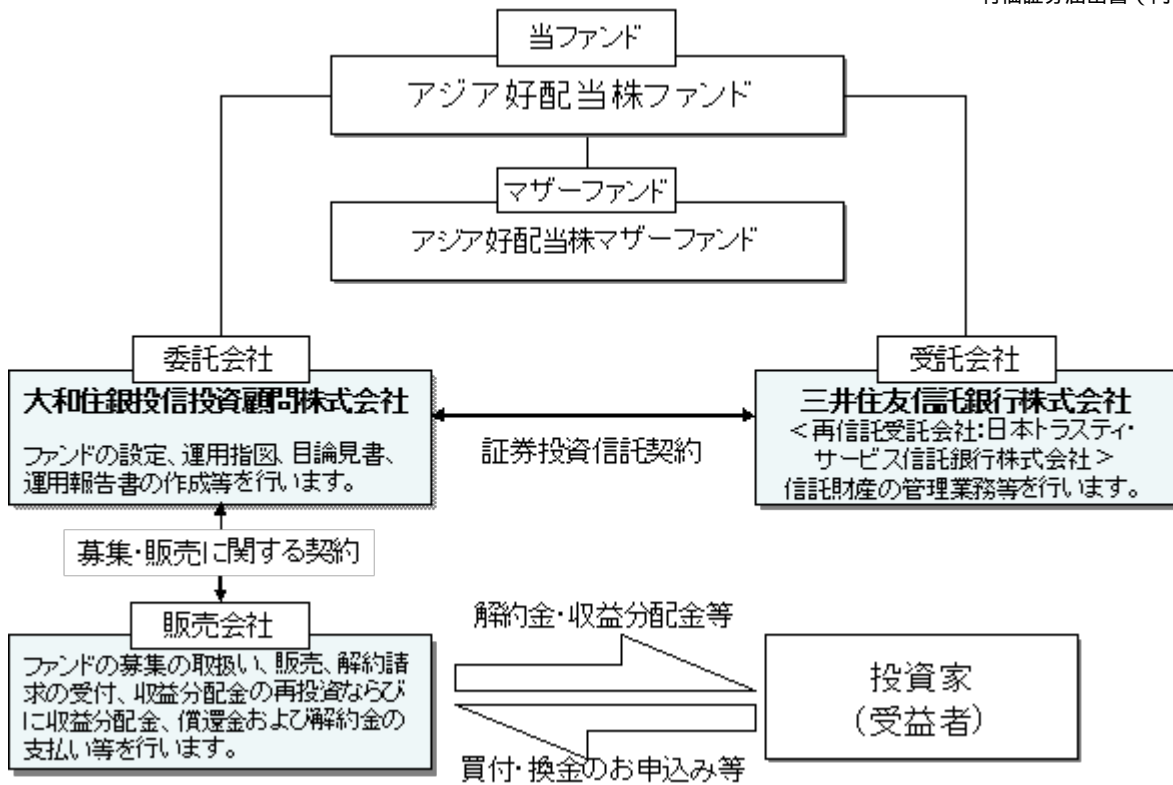 当ファンド
アジア好配当株ファンド
マザーファンド
アジア好配当株マザーファンド
委託会社
大和住銀投信投資顧問株式会社
ファンドの設定、運用指図、目論見書、
運用報告書の作成等を行います。
証券投資信託契約
受託会社
三井住友信託銀行株式会社
<再信託受託会社:日本トラスティ・
サービス信託銀行株式会社>
信託財産の管理業務等を行います。
募集・販売に関する契約
販売会社
ファンドの募集の取扱い、販売、解約請
求の受付、収益分配金の再投資ならび
に収益分配金、償還金および解約金の
支払い等を行います。
解約金・収益分配金等
買付・換金のお申込み等
投資家
(受益者)